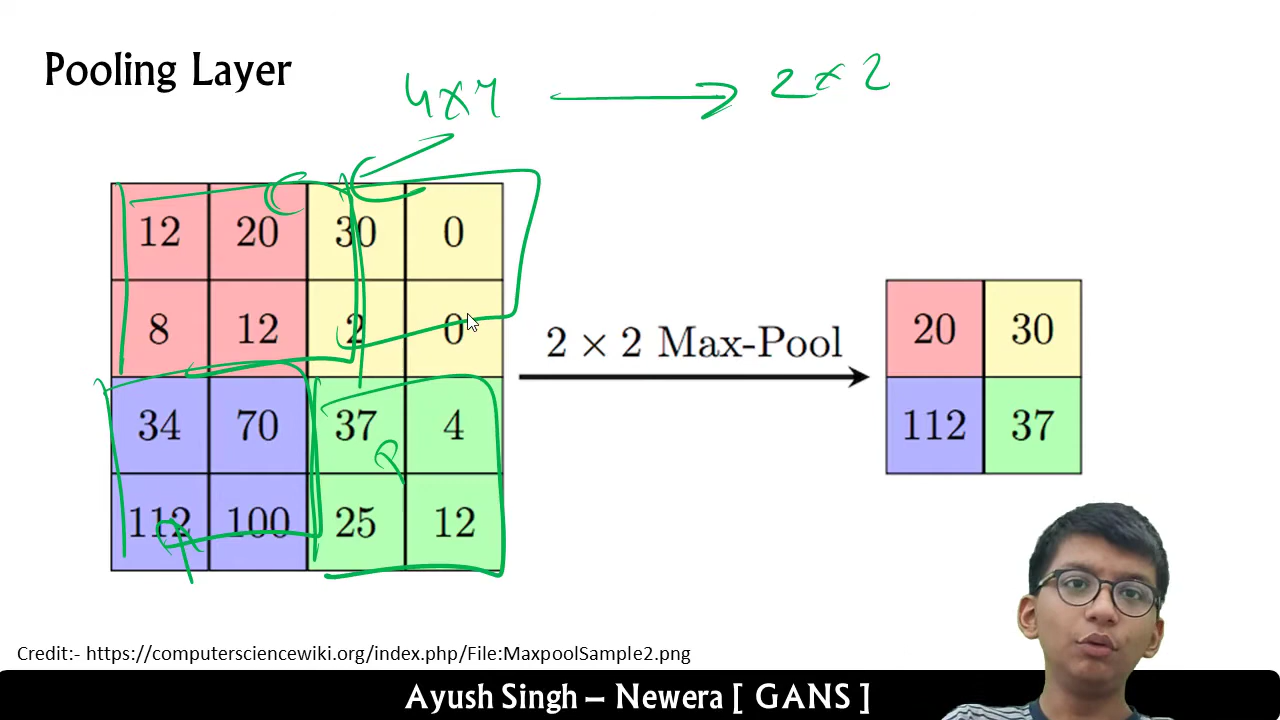 Pooling Layer
4x4 → 2x2
12 20 30 0
8 12 2 0
34 70 37 4
112 100 25 12
2 × 2 Max-Pool
20 30
112 37
Credit:- https://computersciencewiki.org/index.php/File:MaxpoolSample2.png
Ayush Singh – Newera [ GANS ]